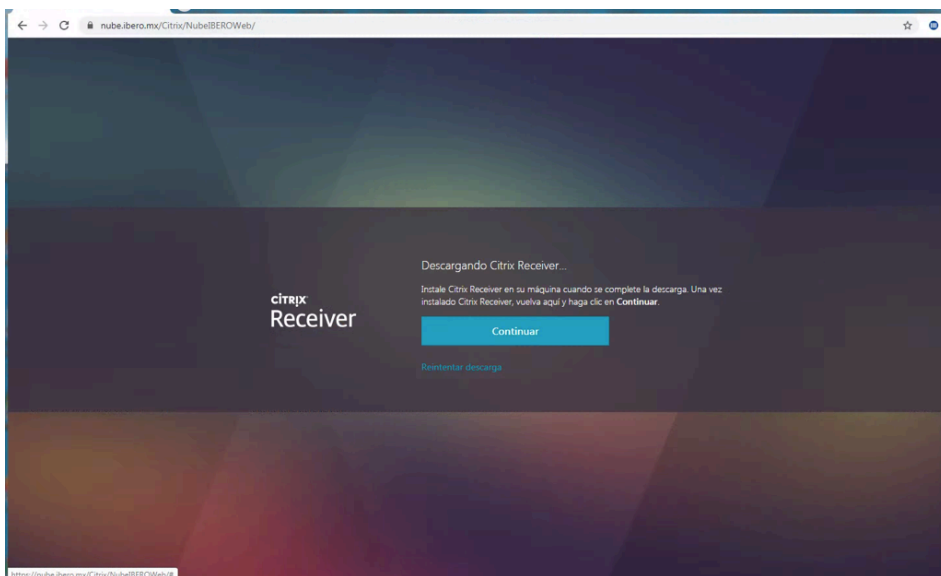 nube.ibero.mx/Citrix/NubeIBEROWeb/
Descargando Citrix Receiver...
Instale Citrix Receiver en su máquina cuando se complete la descarga. Una vez
instalado Citrix Receiver, vuelva aquí y haga clic en Continuar.
CITRIX
Receiver
Continuar
Reintentar descarga
https://nube.ibero.mx/Citrix/NubeIBEROWeb/#